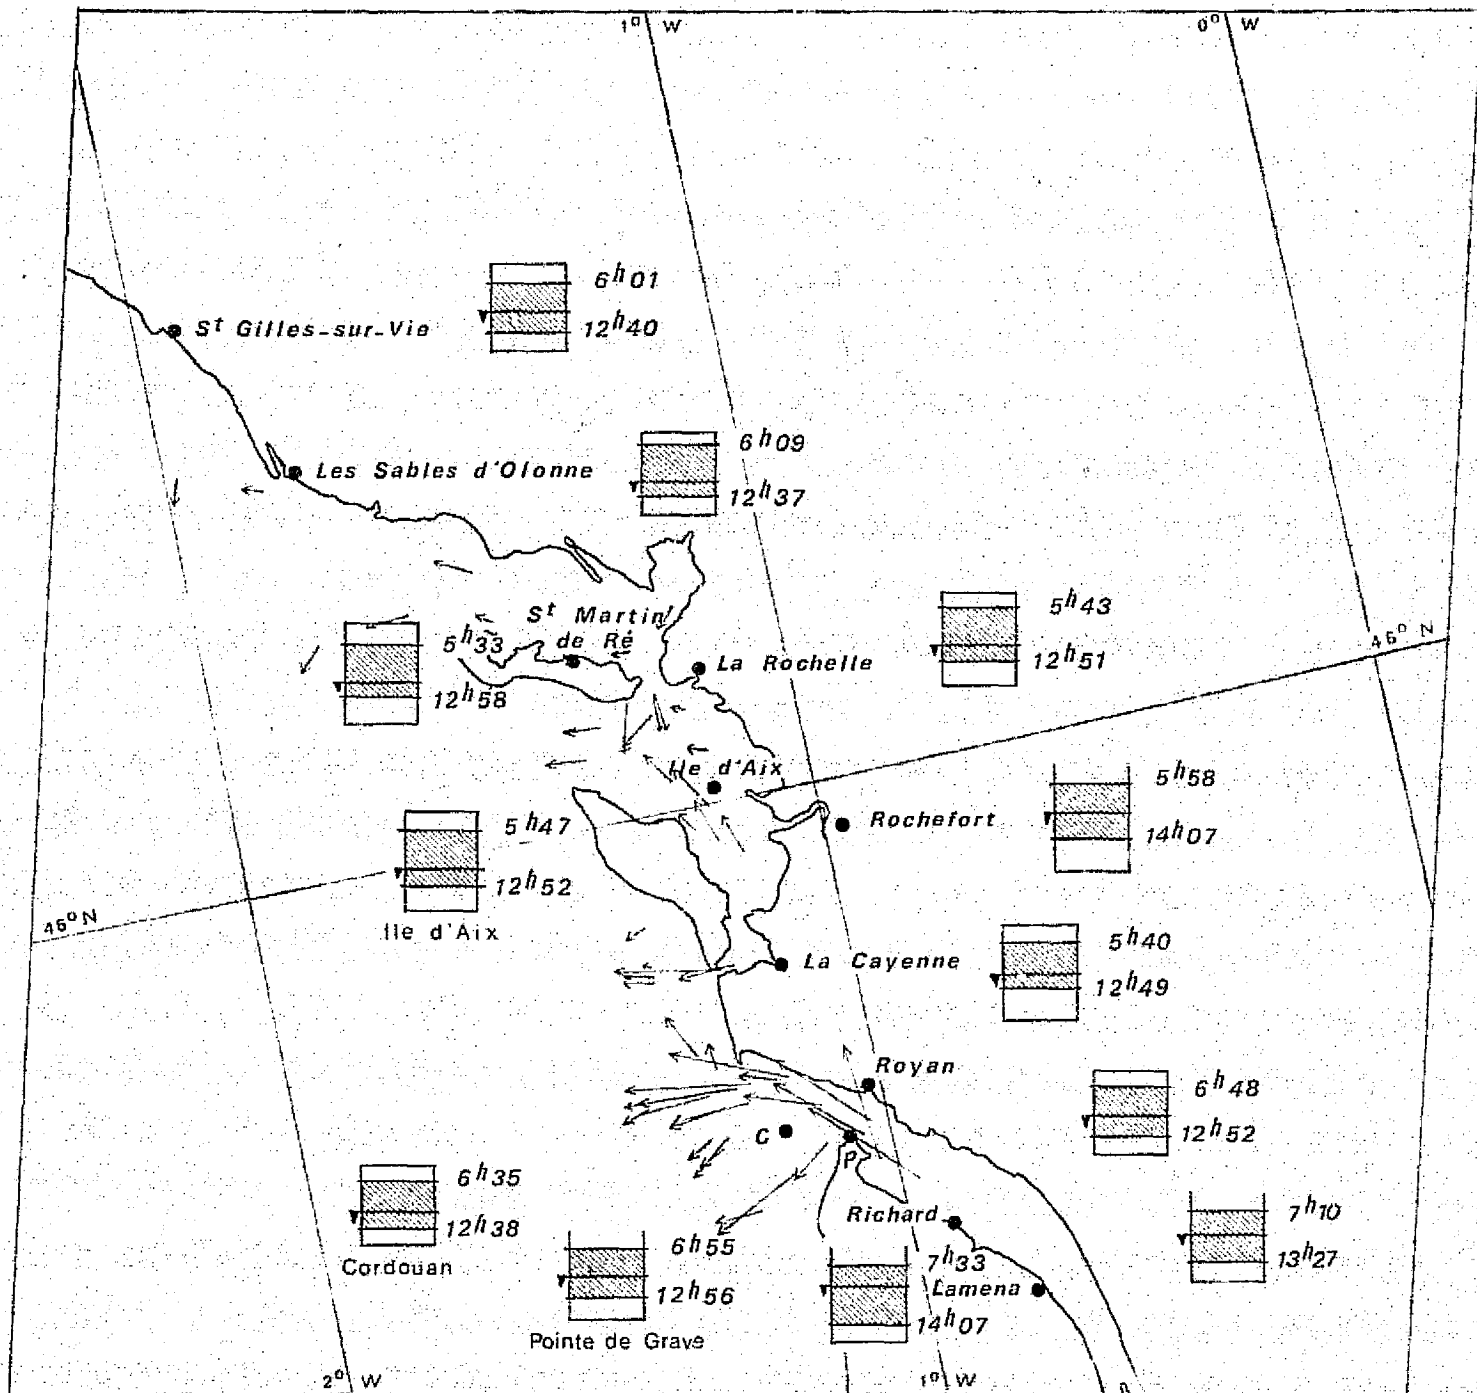 1° W
0° W
6h01
St Gilles-sur-Vie
12h40
6h09
Les Sables d'Olonne
12h37
St Martin
de Ré
5h43
46° N
5h33
La Rochelle
12h51
12h58
Ile d'Aix
5h58
5h47
Rochefort
14h07
12h52
46° N
Ile d'Aix
5h40
La Cayenne
12h49
Royan
6h48
C
12h52
P
6h35
Richard
7h10
12h38
6h55
7h33
13h27
Cordouan
12h56
Lamena
14h07
Pointe de Grave
2° W
1° W